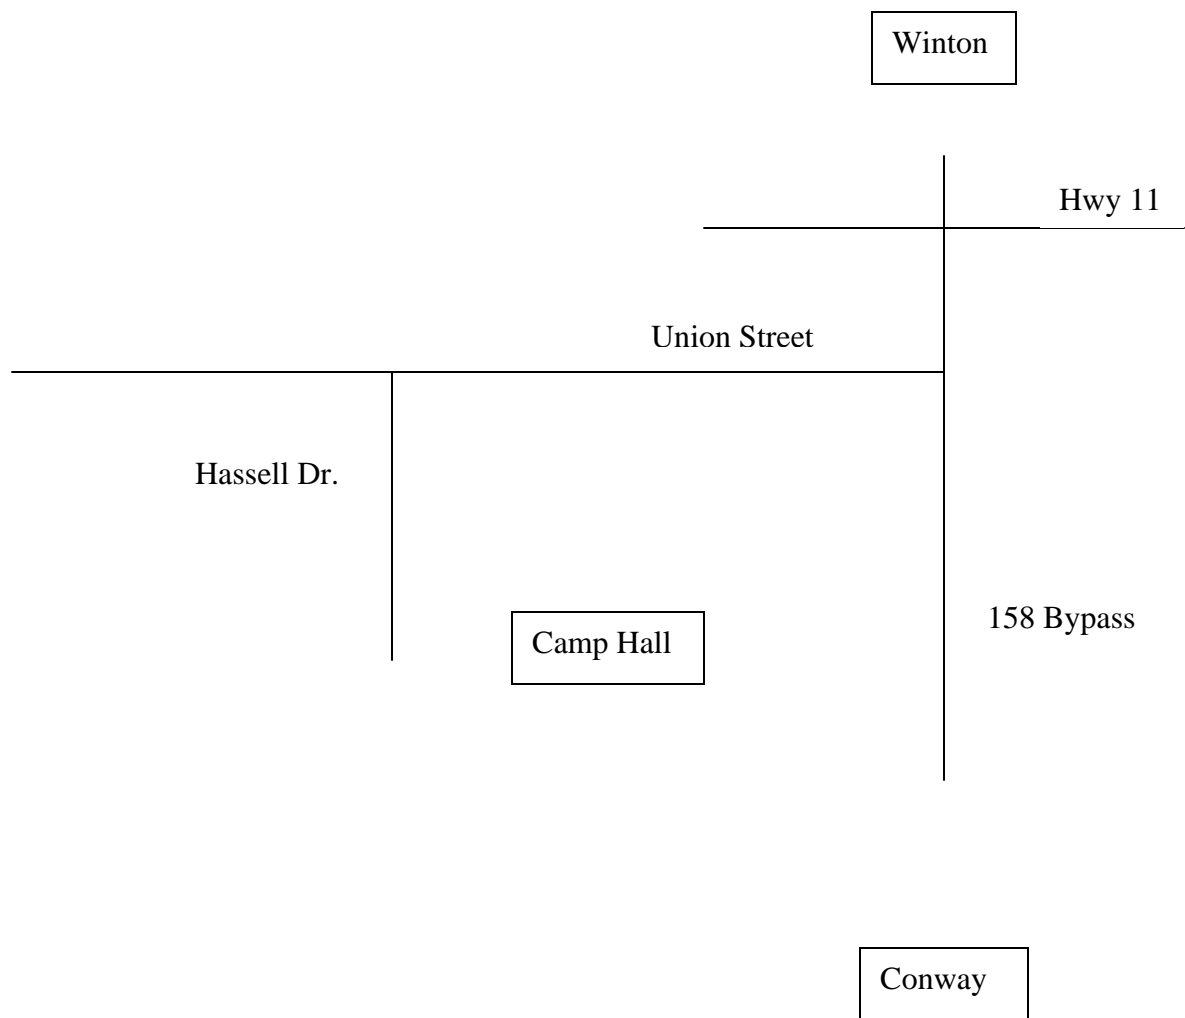 Winton
Hwy 11
Union Street
Hassell Dr.
158 Bypass
Camp Hall
Conway